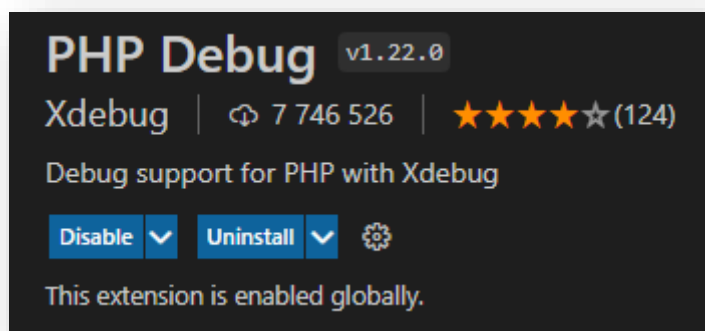 PHP Debug v1.22.0
Xdebug 7 746 526 (124)
Debug support for PHP with Xdebug
Disable Uninstall
This extension is enabled globally.